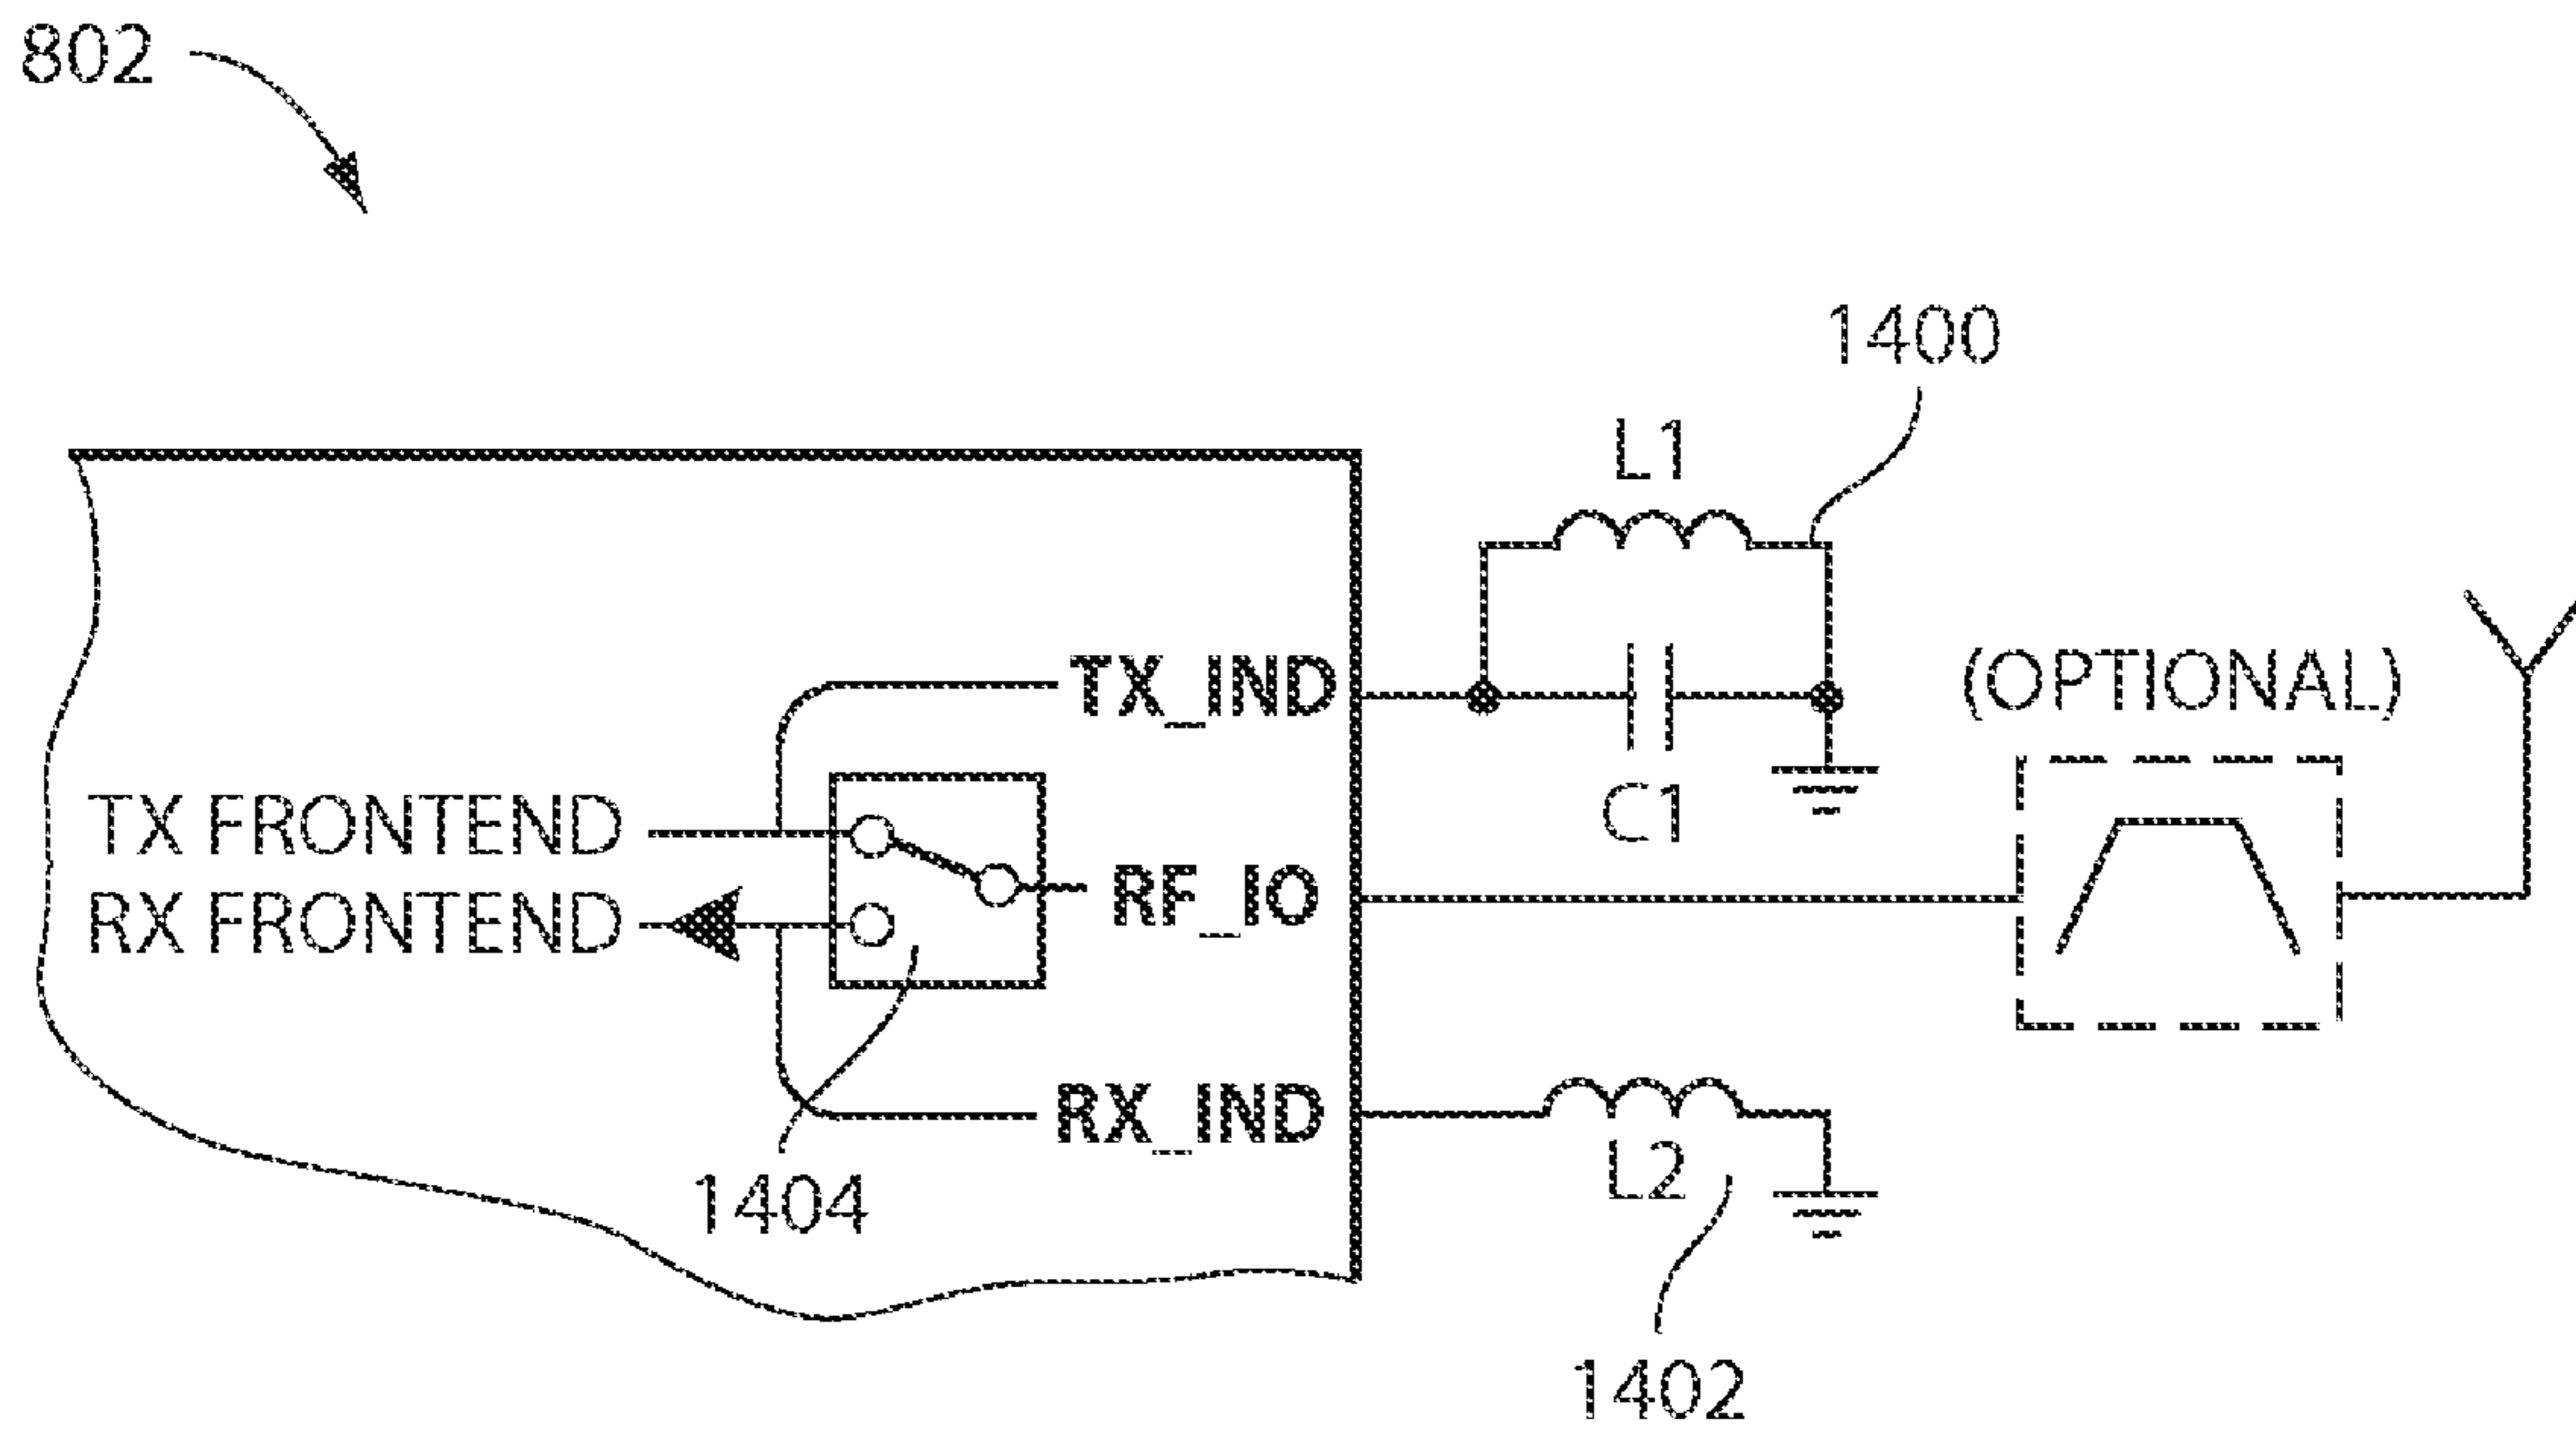 802
1400
L1
TX_IND
(OPTIONAL)
C1
TX FRONTEND
RX FRONTEND
RF_IO
RX_IND
L2
1404
1402